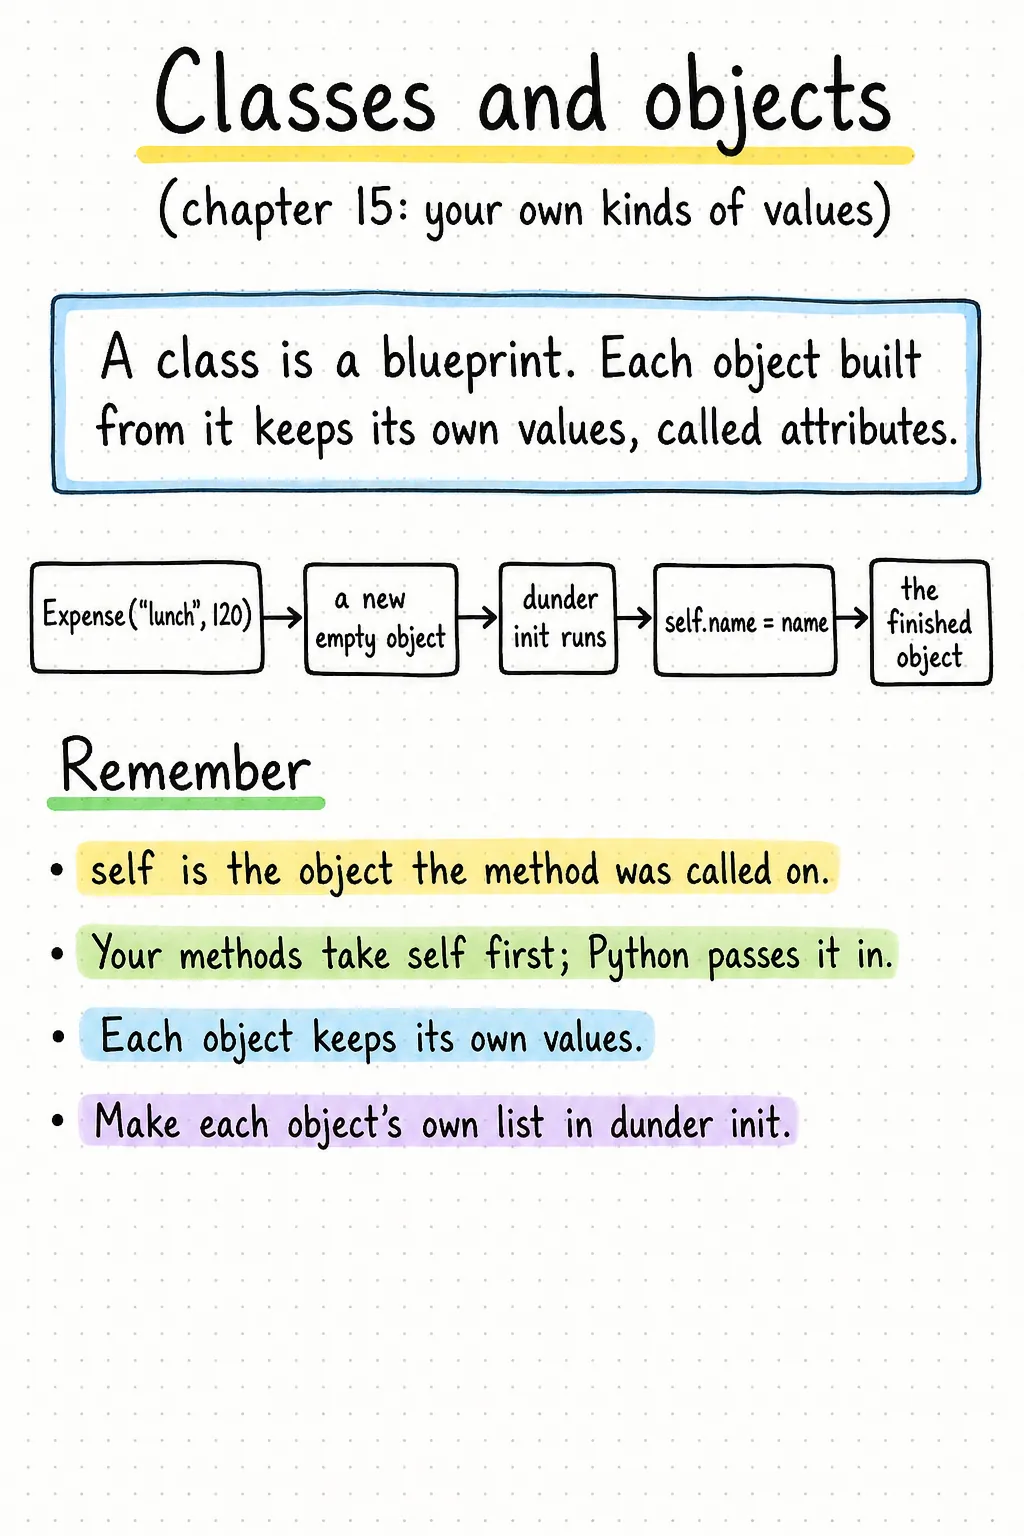 Classes and objects
(chapter 15: your own kinds of values)
A class is a blueprint. Each object built
from it keeps its own values, called attributes.
Expense(“lunch”, 120)
a new
empty object
dunder
init runs
self.name = name
the
finished
object
Remember
• self is the object the method was called on.
• Your methods take self first; Python passes it in.
• Each object keeps its own values.
• Make each object’s own list in dunder init.